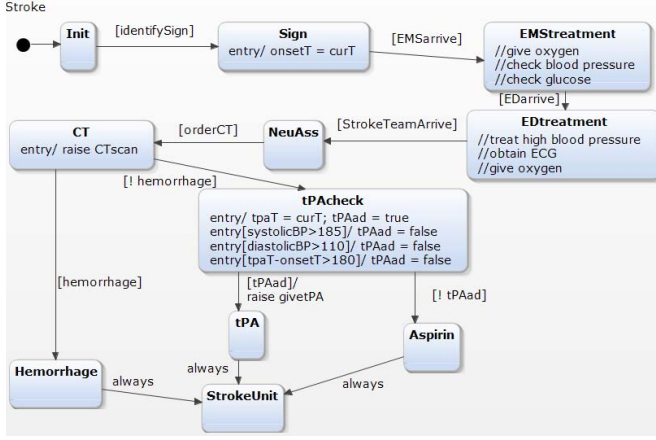 Stroke
Init
[identifySign]
Sign
entry/ onsetT = curT
[EMSarrive]
EMStreatment
//give oxygen
//check blood pressure
//check glucose
[EDarrive]
EDtreatment
//treat high blood pressure
//obtain ECG
//give oxygen
[StrokeTeamArrive]
NeuAss
[orderCT]
CT
entry/ raise CTscan
[! hemorrhage]
tPAcheck
entry/ tpaT = curT; tPAad = true
entry[systolicBP>185]/ tPAad = false
entry[diastolicBP>110]/ tPAad = false
entry[tpaT-onsetT>180]/ tPAad = false
[hemorrhage]
[tPAad]/
raise givetPA
[! tPAad]
tPA
Aspirin
Hemorrhage
always
always
always
StrokeUnit